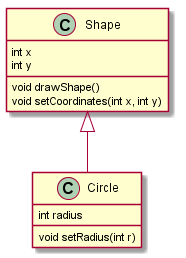 C Shape
int x
int y
void drawShape()
void setCoordinates(int x, int y)
C Circle
int radius
void setRadius(int r)